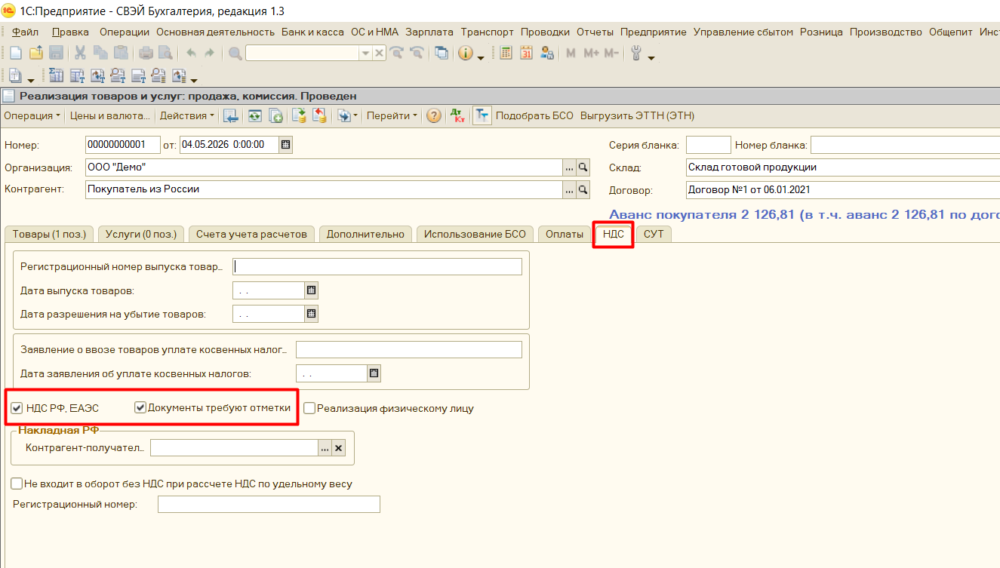 1С:Предприятие - СВЭЙ Бухгалтерия, редакция 1.3
Файл Правка Операции Основная деятельность Банк и касса ОС и НМА Зарплата Транспорт Проводки Отчеты Предприятие Управление сбытом Розница Производство Общепит Инс
31 M M+ M-
Реализация товаров и услуг: продажа, комиссия. Проведен
Операция Цены и валюта... Действия Перейти Дт Кт Подобрать БСО Выгрузить ЭТТН (ЭТН)
Номер: 00000000001 от: 04.05.2026 0:00:00 Серия бланка: Номер бланка:
Организация: ООО "Демо" ... Склад: Склад готовой продукции
Контрагент: Покупатель из России ... Договор: Договор №1 от 06.01.2021
Аванс покупателя 2 126,81 (в т.ч. аванс 2 126,81 по дого
Товары (1 поз.) Услуги (0 поз.) Счета учета расчетов Дополнительно Использование БСО Оплаты НДС СУТ
Регистрационный номер выпуска товар...
Дата выпуска товаров: . .
Дата разрешения на убытие товаров: . .
Заявление о ввозе товаров уплате косвенных налог...
Дата заявления об уплате косвенных налогов: . .
НДС РФ, ЕАЭС Документы требуют отметки Реализация физическому лицу
Накладная РФ
Контрагент-получател... ... ×
Не входит в оборот без НДС при рассчете НДС по удельному весу
Регистрационный номер: